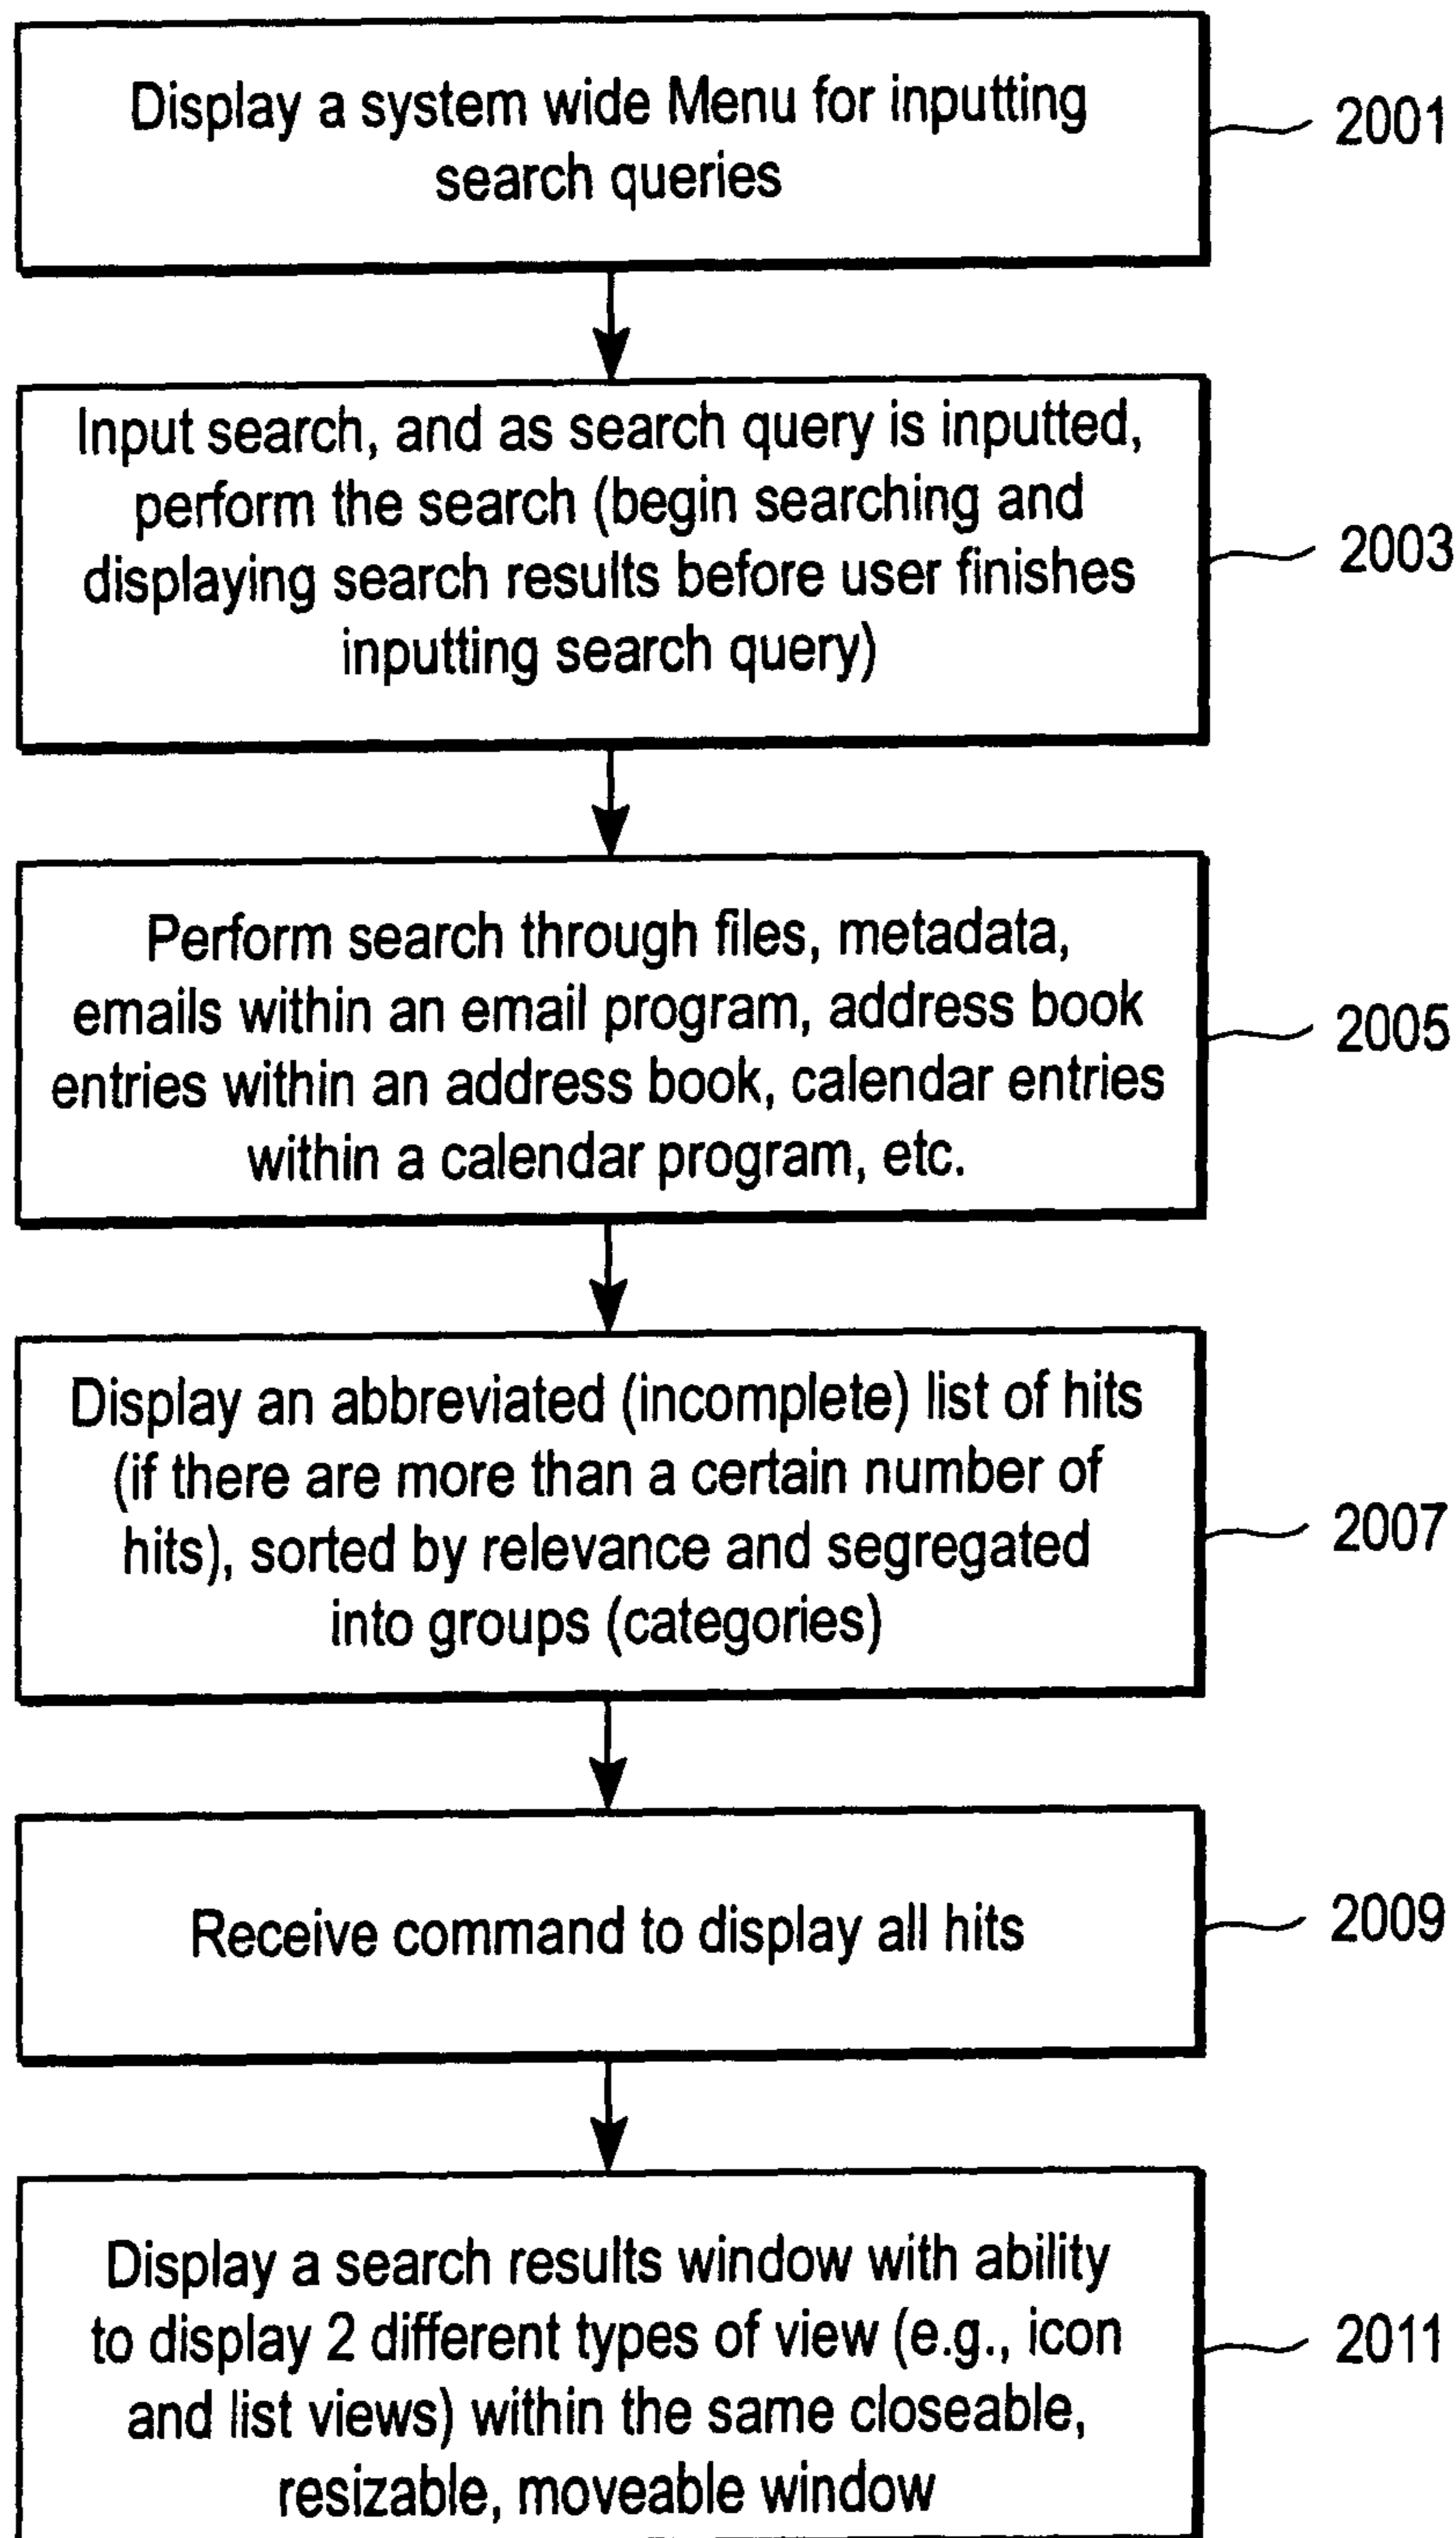 Display a system wide Menu for inputting
search queries
2001
Input search, and as search query is inputted,
perform the search (begin searching and
displaying search results before user finishes
inputting search query)
2003
Perform search through files, metadata,
emails within an email program, address book
entries within an address book, calendar entries
within a calendar program, etc.
2005
Display an abbreviated (incomplete) list of hits
(if there are more than a certain number of
hits), sorted by relevance and segregated
into groups (categories)
2007
Receive command to display all hits
2009
Display a search results window with ability
to display 2 different types of view (e.g., icon
and list views) within the same closeable,
resizable, moveable window
2011